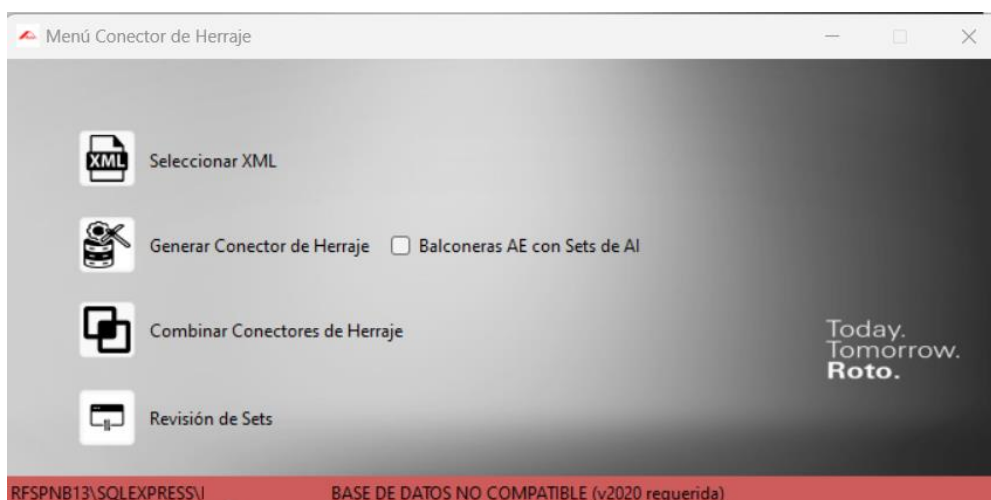 Menú Conector de Herraje
XML
Seleccionar XML
Generar Conector de Herraje
Balconeras AE con Sets de AI
Combinar Conectores de Herraje
Today.
Tomorrow.
Roto.
Revisión de Sets
RFSPNB13\SQLEXPRESS\
BASE DE DATOS NO COMPATIBLE (v2020 requerida)